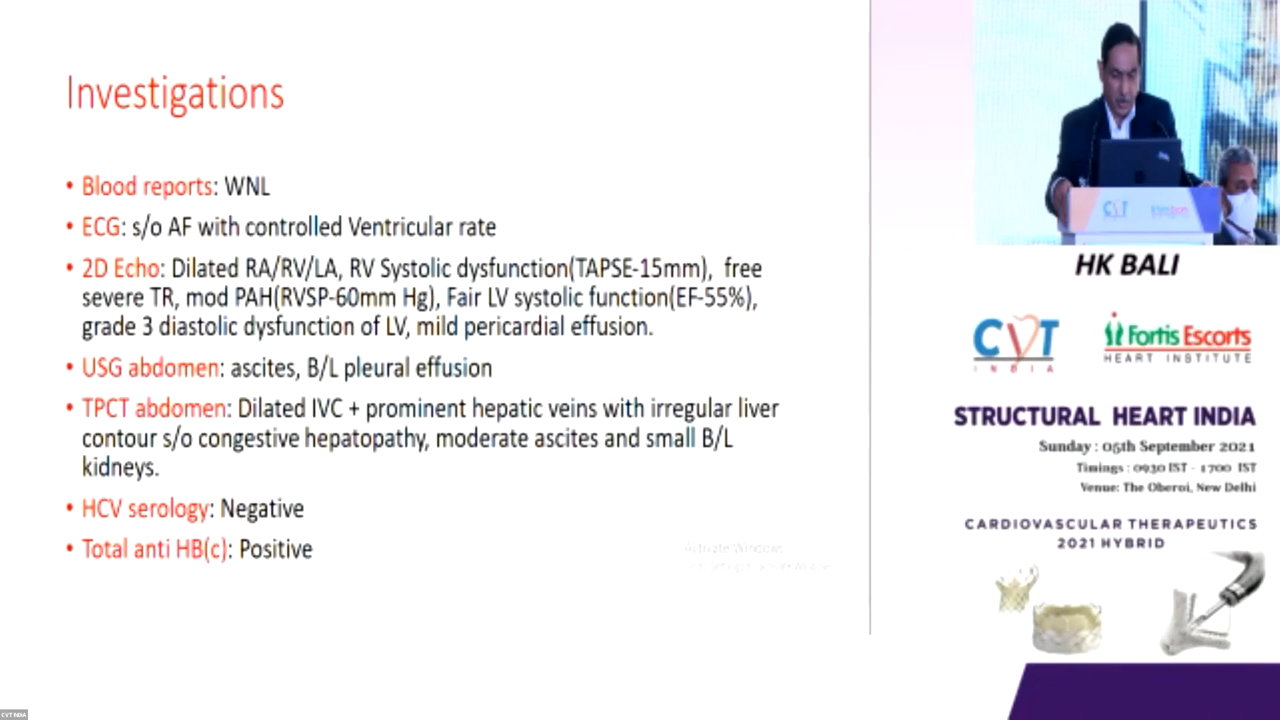 Investigations
• Blood reports: WNL
• ECG: s/o AF with controlled Ventricular rate
• 2D Echo: Dilated RA/RV/LA, RV Systolic dysfunction(TAPSE-15mm), free
severe TR, mod PAH(RVSP-60mm Hg), Fair LV systolic function(EF-55%),
grade 3 diastolic dysfunction of LV, mild pericardial effusion.
• USG abdomen: ascites, B/L pleural effusion
• TPCT abdomen: Dilated IVC + prominent hepatic veins with irregular liver
contour s/o congestive hepatopathy, moderate ascites and small B/L
kidneys.
• HCV serology: Negative
• Total anti HB(c): Positive
Activate Windows
CVT
HK BALI
CVT
INDIA
Fortis Escorts
HEART INSTITUTE
STRUCTURAL HEART INDIA
Sunday : 05th September 2021
Timings : 0930 IST - 1700 IST
Venue: The Oberoi, New Delhi
CARDIOVASCULAR THERAPEUTICS
2021 HYBRID
CVT INDIA